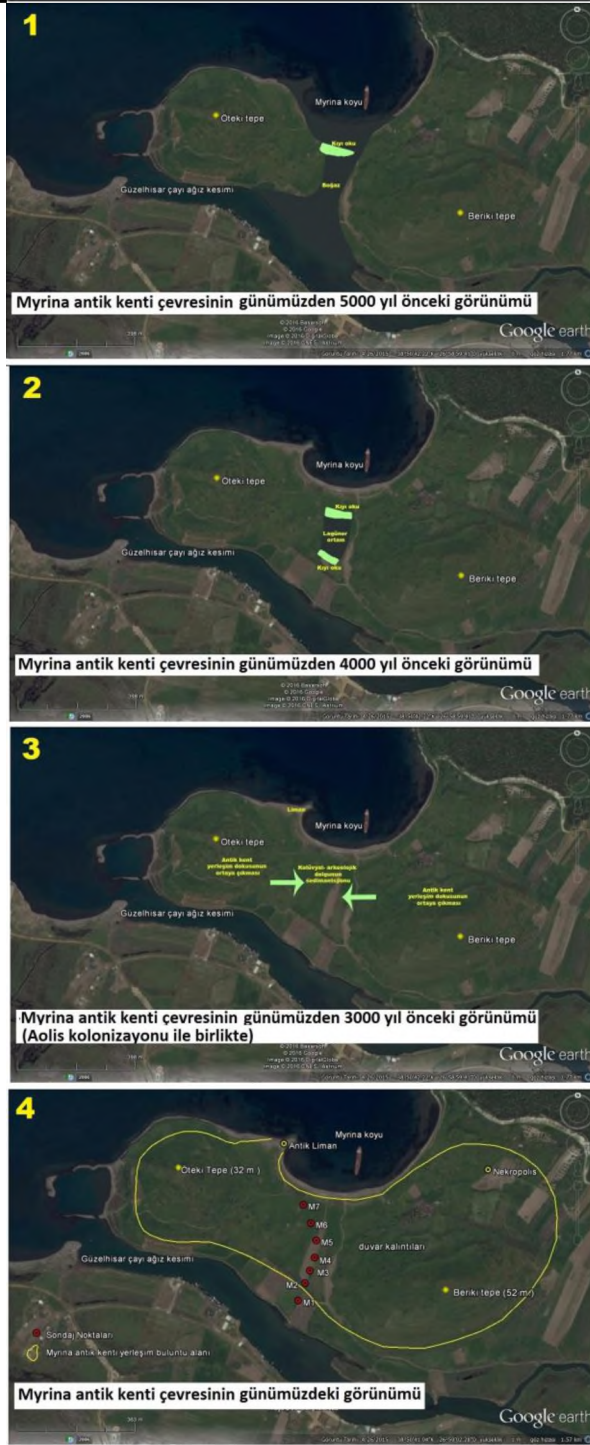 1
Myrina koyu
Öteki tepe
Kıyı oku
Güzelhisar çayı ağız kesimi
Boğaz
Beriki tepe
Myrina antik kenti çevresinin günümüzden 5000 yıl önceki görünümü
Google earth
2
Myrina koyu
Öteki tepe
Kıyı oku
Lagüner
ortam
Güzelhisar çayı ağız kesimi
Kıyı oku
Beriki tepe
Myrina antik kenti çevresinin günümüzden 4000 yıl önceki görünümü
Google earth
3
Liman
Myrina koyu
Öteki tepe
Antik kent
yerleşim dokusunun
ortaya çıkması
Antik kent
yerleşim dokusunun
ortaya çıkması
Güzelhisar çayı ağız kesimi
Beriki tepe
Myrina antik kenti çevresinin günümüzden 3000 yıl önceki görünümü
(Aolis kolonizayonu ile birlikte)
Google earth
4
Myrina koyu
Antik Liman
Öteki Tepe (32 m )
Nekropolis
M7
M6
M5
duvar kalıntıları
M4
Güzelhisar çayı ağız kesimi
M3
M2
Beriki tepe (52 m)
M1
Sondaj Noktaları
Myrina antik kenti yerleşim buluntu alanı
Myrina antik kenti çevresinin günümüzdeki görünümü
Google earth